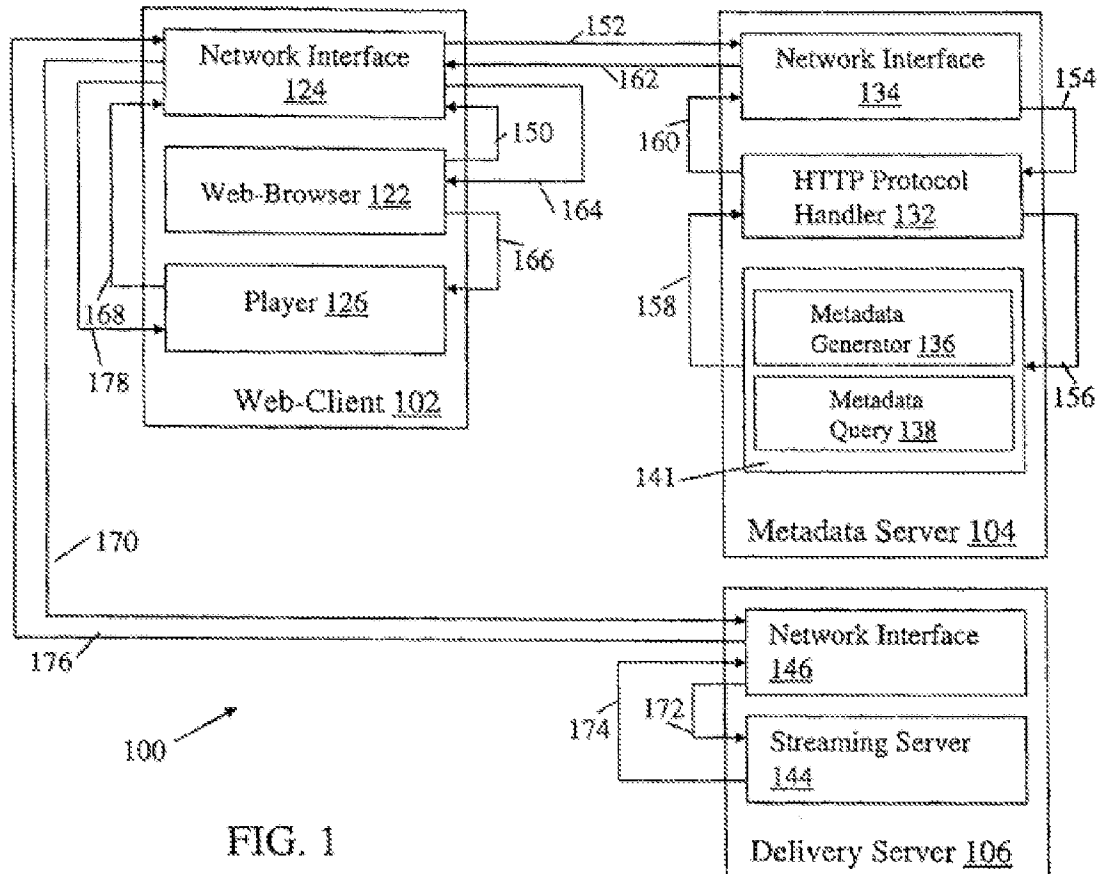 Network Interface
124
152
162
Network Interface
134
154
160
150
Web-Browser 122
164
HTTP Protocol
Handler 132
166
158
Player 126
168
178
Metadata
Generator 136
156
Web-Client 102
Metadata
Query 138
141
Metadata Server 104
170
176
Network Interface
146
174
172
100
Streaming Server
144
FIG. 1
Delivery Server 106